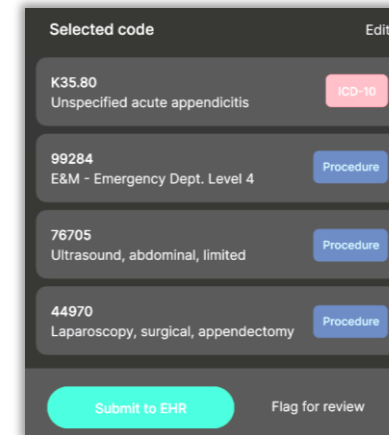 Selected code
Edit
K35.80
ICD-10
Unspecified acute appendicitis
99284
Procedure
E&M - Emergency Dept. Level 4
76705
Procedure
Ultrasound, abdominal, limited
44970
Procedure
Laparoscopy, surgical, appendectomy
Submit to EHR
Flag for review